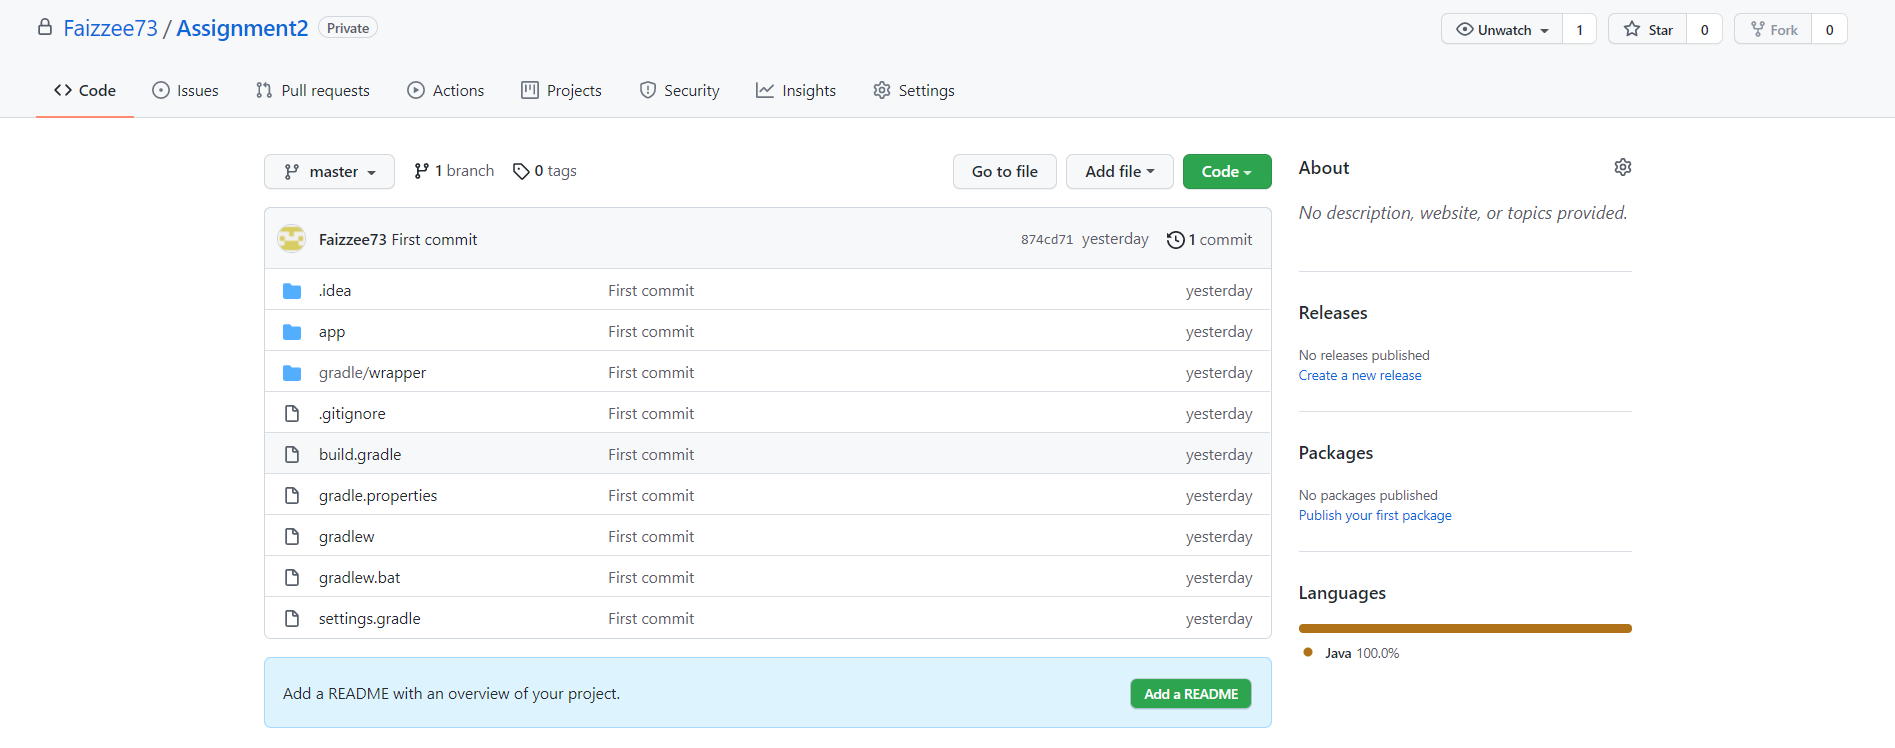 Faizzee73 / Assignment2 Private
Unwatch 1 Star 0 Fork 0
Code Issues Pull requests Actions Projects Security Insights Settings
master 1 branch 0 tags Go to file Add file Code
Faizzee73 First commit 874cd71 yesterday 1 commit
.idea First commit yesterday
app First commit yesterday
gradle/wrapper First commit yesterday
.gitignore First commit yesterday
build.gradle First commit yesterday
gradle.properties First commit yesterday
gradlew First commit yesterday
gradlew.bat First commit yesterday
settings.gradle First commit yesterday
Add a README with an overview of your project. Add a README
About
No description, website, or topics provided.
Releases
No releases published
Create a new release
Packages
No packages published
Publish your first package
Languages
Java 100.0%